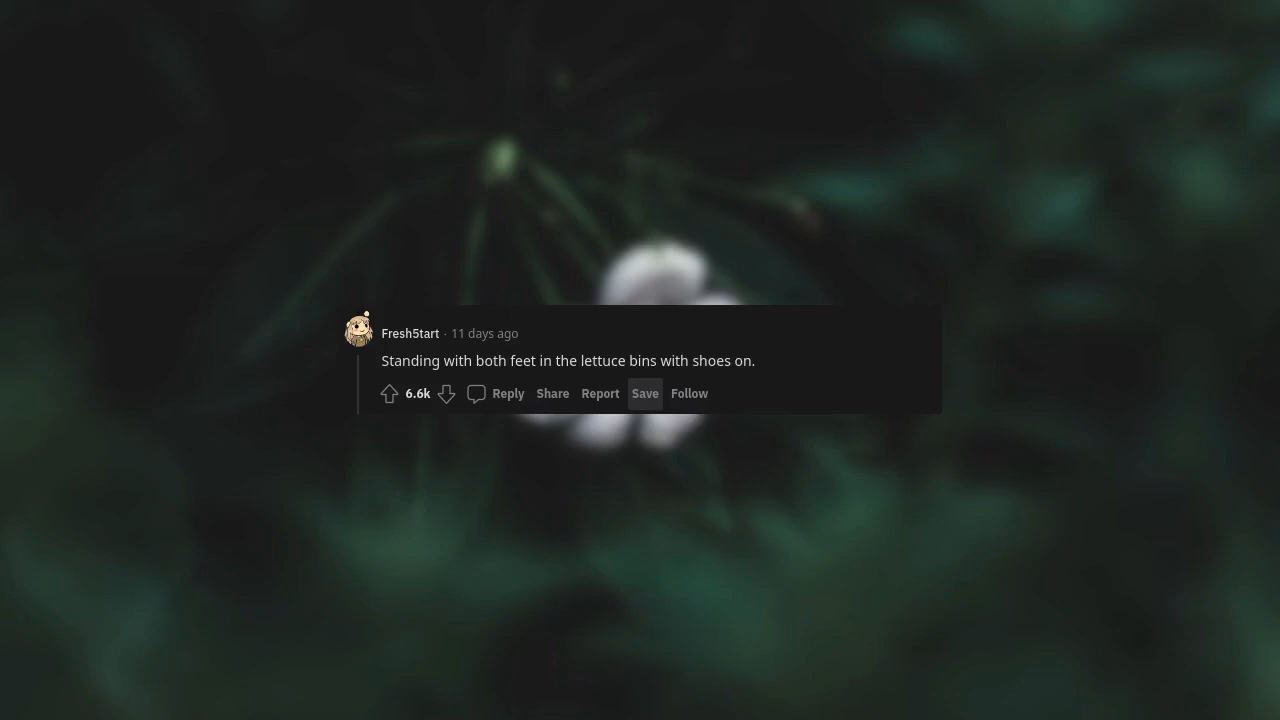 Fresh5tart · 11 days ago
Standing with both feet in the lettuce bins with shoes on.
6.6k Reply Share Report Save Follow